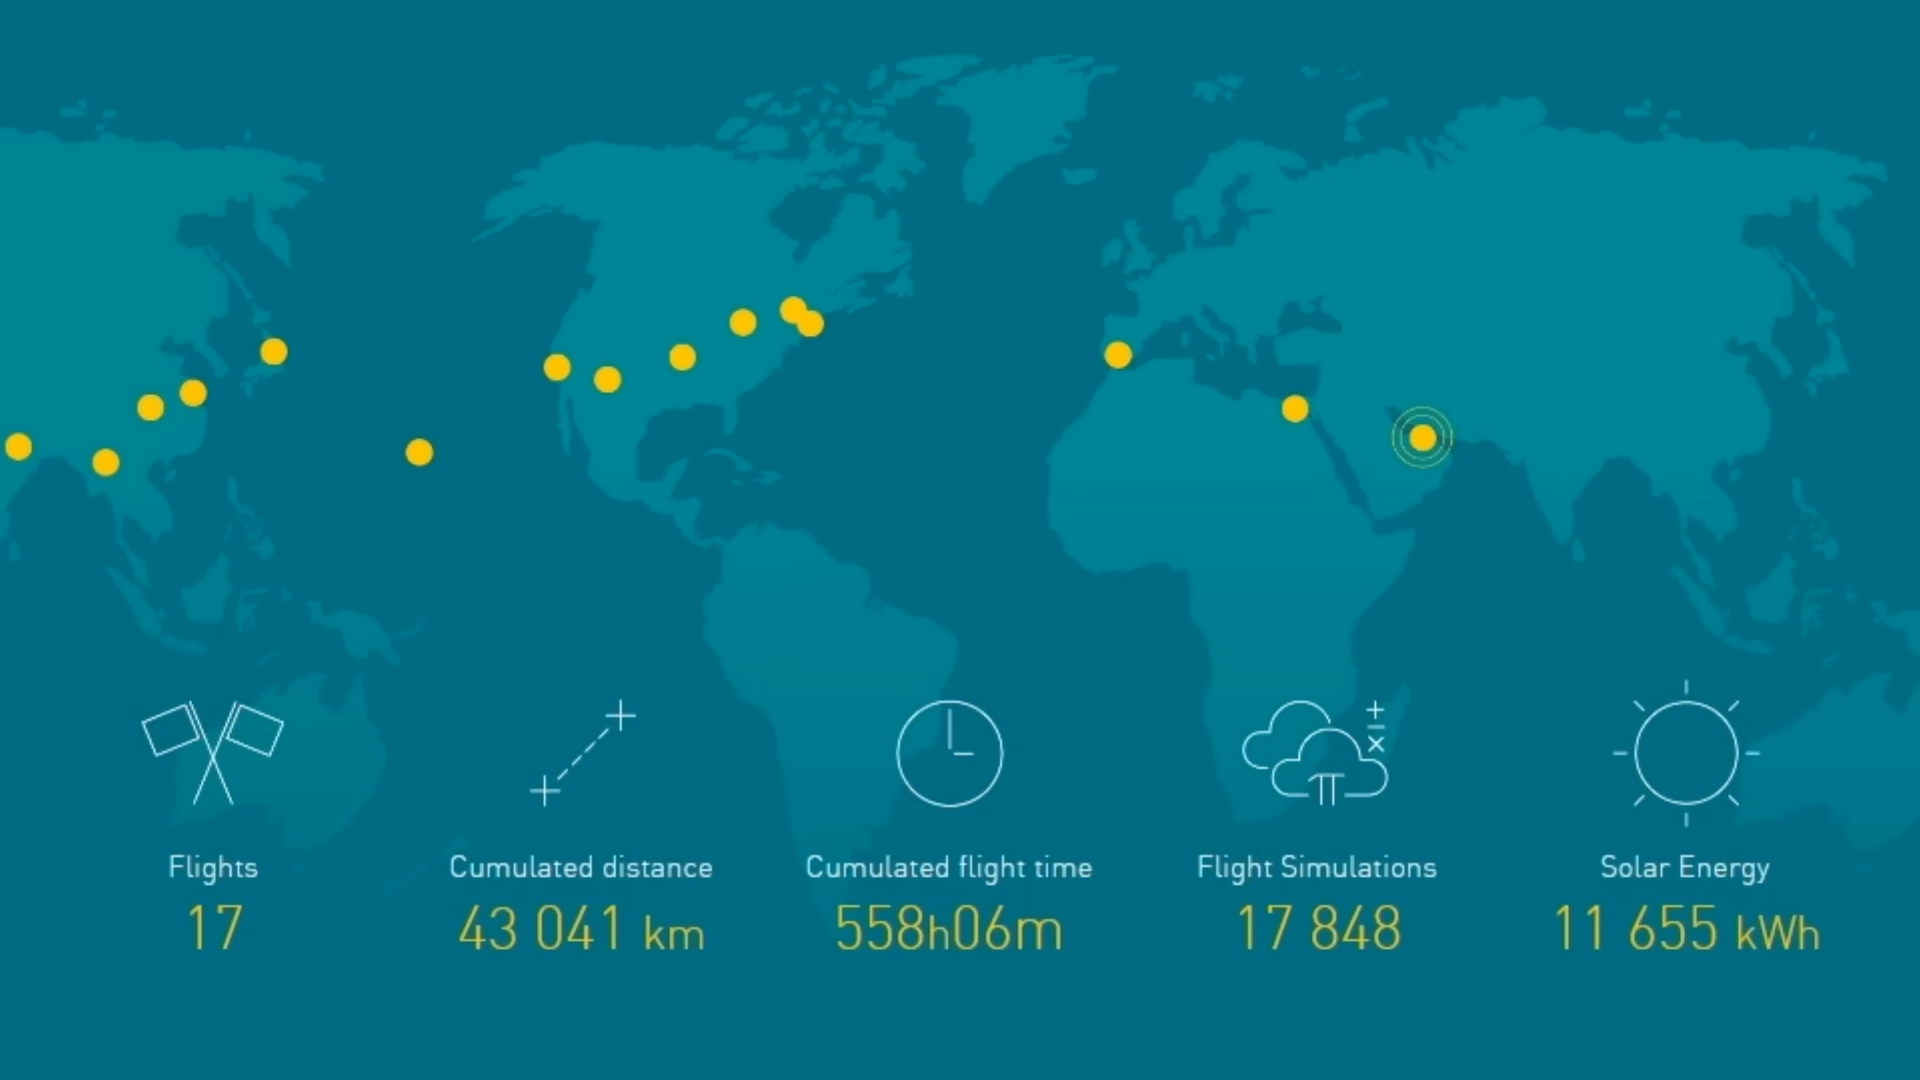 Flights
17
Cumulated distance
43 041 km
Cumulated flight time
558h06m
Flight Simulations
17 848
Solar Energy
11 655 kWh